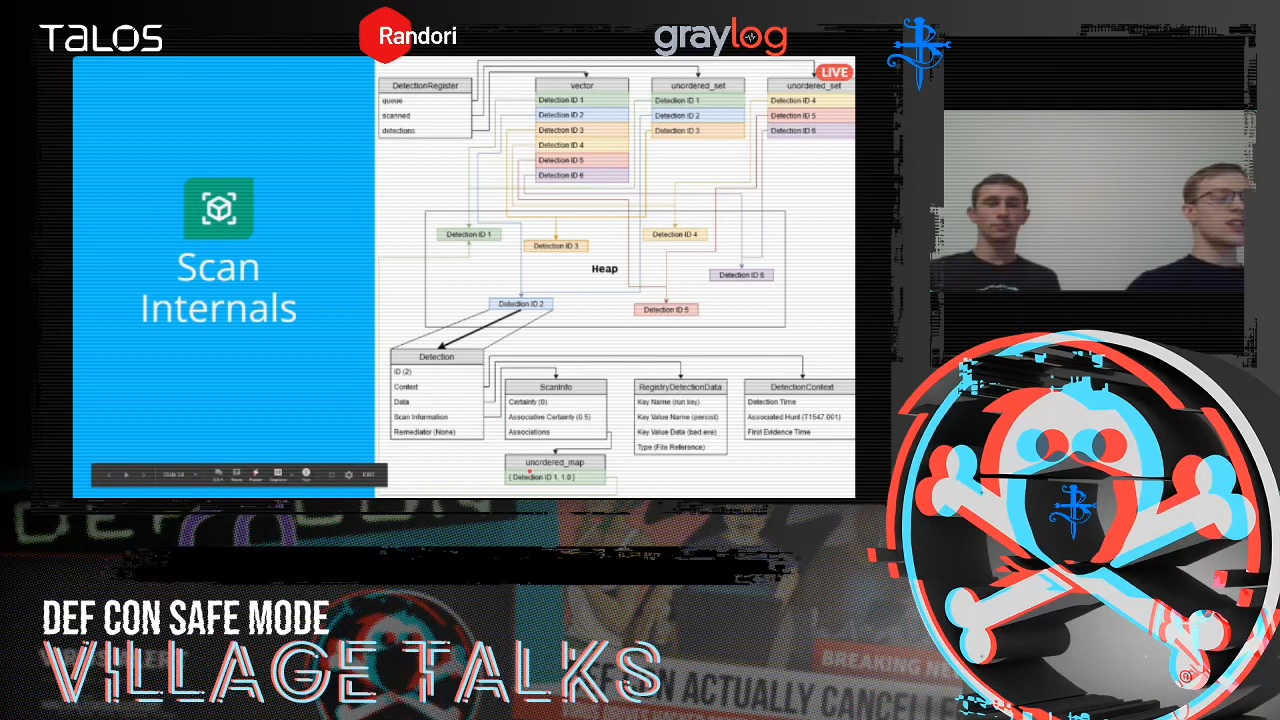 TALOS
Randori
graylog
LIVE
Scan
Internals
DetectionRegister
queue
scanned
detections
vector
Detection ID 1
Detection ID 2
Detection ID 3
Detection ID 4
Detection ID 5
Detection ID 6
unordered_set
Detection ID 1
Detection ID 2
Detection ID 3
unordered_set
Detection ID 4
Detection ID 5
Detection ID 6
Detection ID 1
Detection ID 3
Detection ID 4
Heap
Detection ID 6
Detection ID 2
Detection ID 5
Detection
ID (2)
Context
Data
Scan Information
Remediator (None)
ScanInfo
Certainty (0)
Associative Certainty (0.5)
Associations
RegistryDetectionData
Key Name (run key)
Key Value Name (persist)
Key Value Data (bad.exe)
Type (File Reference)
DetectionContext
Detection Time
Associated Hunt (T1547.001)
First Evidence Time
unordered_map
{ Detection ID 1, 1.0 }
Slide 24
EXIT
DEF CON SAFE MODE
VILLAGE TALKS
BREAKING NE
EF CON ACTUALLY CANCELLE